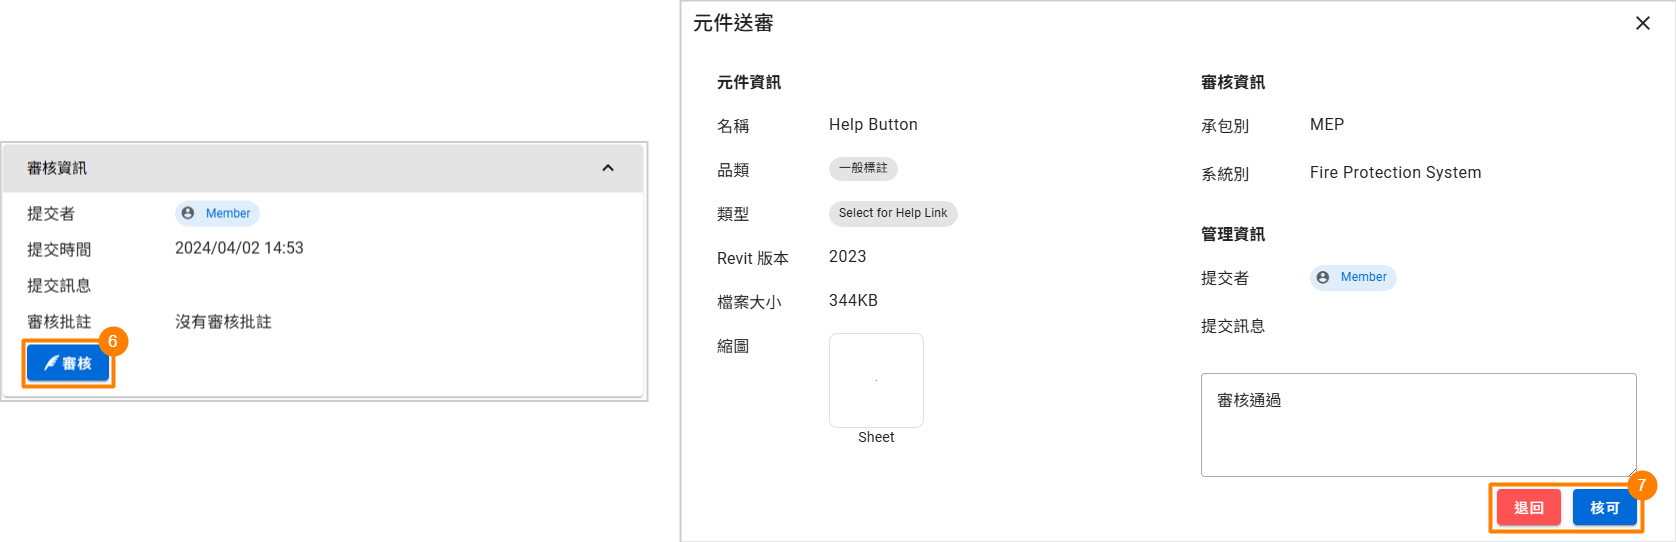 審核資訊
提交者 Member
提交時間 2024/04/02 14:53
提交訊息
審核批註 沒有審核批註
6
審核
元件送審
元件資訊
名稱 Help Button
品類 一般標註
類型 Select for Help Link
Revit 版本 2023
檔案大小 344KB
縮圖
Sheet
審核資訊
承包別 MEP
系統別 Fire Protection System
管理資訊
提交者 Member
提交訊息
審核通過
7
退回 核可